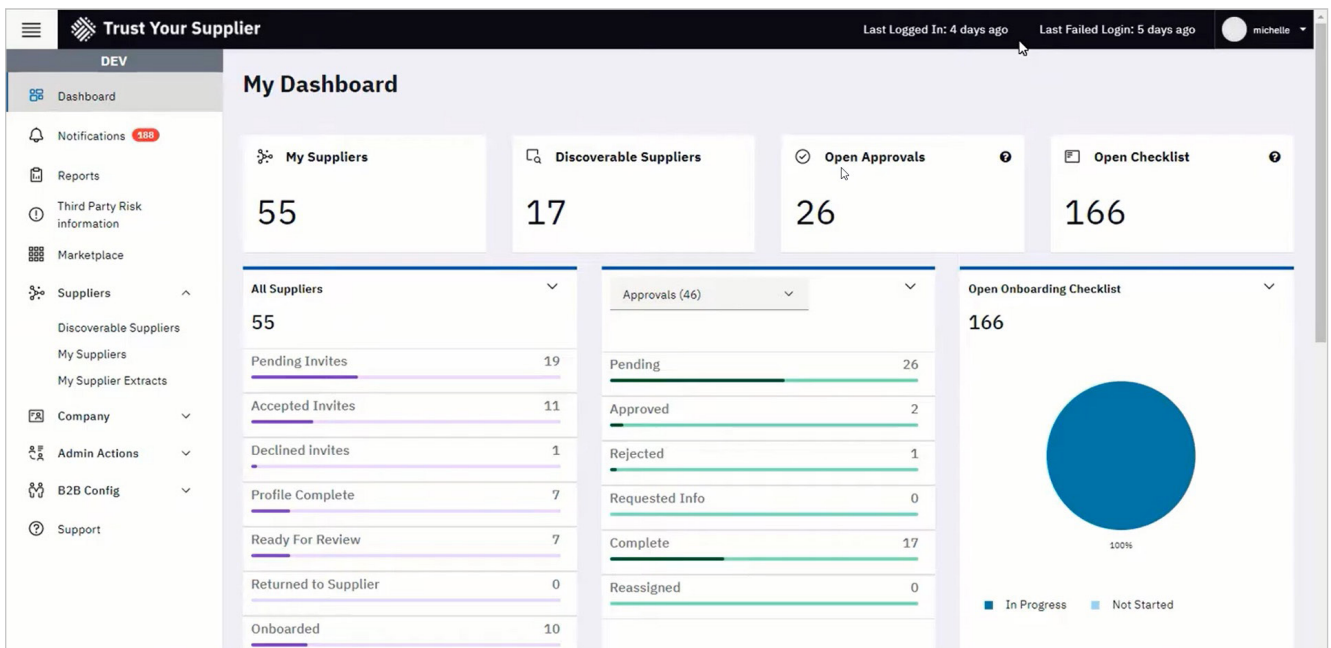 Trust Your Supplier
Last Logged In: 4 days ago
Last Failed Login: 5 days ago
michelle
DEV
Dashboard
Notifications 188
Reports
Third Party Risk
information
Marketplace
Suppliers
Discoverable Suppliers
My Suppliers
My Supplier Extracts
Company
Admin Actions
B2B Config
Support
My Dashboard
My Suppliers
55
Discoverable Suppliers
17
Open Approvals
26
Open Checklist
166
All Suppliers
55
Pending Invites 19
Accepted Invites 11
Declined invites 1
Profile Complete 7
Ready For Review 7
Returned to Supplier 0
Onboarded 10
Approvals (46)
Pending 26
Approved 2
Rejected 1
Requested Info 0
Complete 17
Reassigned 0
Open Onboarding Checklist
166
100%
In Progress
Not Started